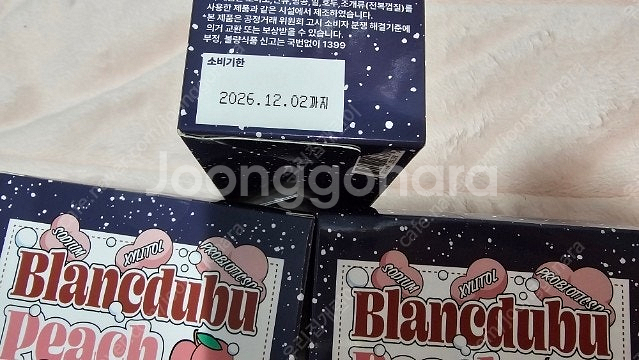 사용한 제품과 같은 시설에서 제조하였습니다.
*본 제품은 공정거래 위원회 고시 소비자 분쟁 해결기준에
의거 교환 또는 보상받을 수 있습니다.
부정, 불량식품 신고는 국번없이 1399
소비기한
2026.12.02까지
Joonggonara
SODIUM
XYLITOL
Blancdubu
Peach
SODIUM
XYLITOL
Blancdubu